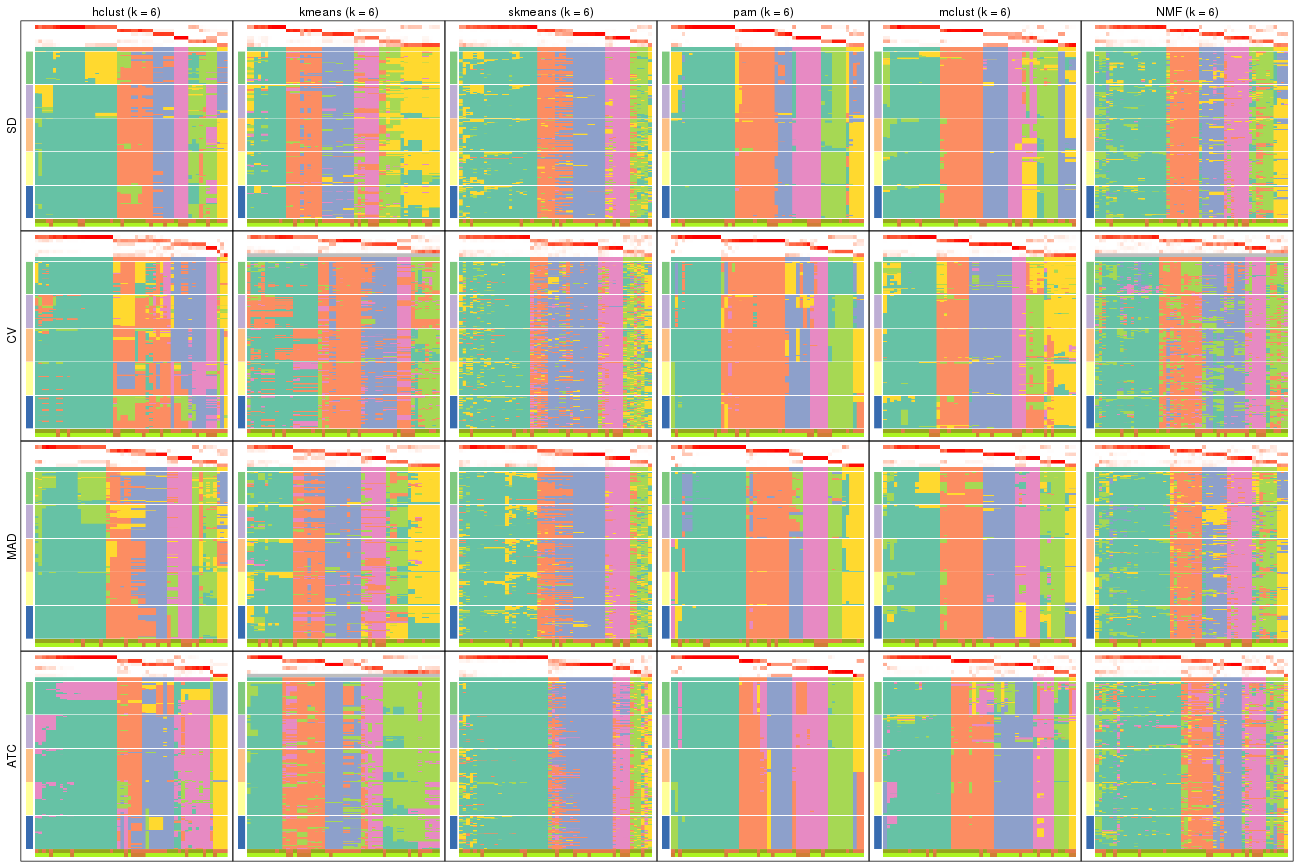 hclust (k = 6) kmeans (k = 6) skmeans (k = 6) pam (k = 6) mclust (k = 6) NMF (k = 6)
SD
CV
MAD
ATC